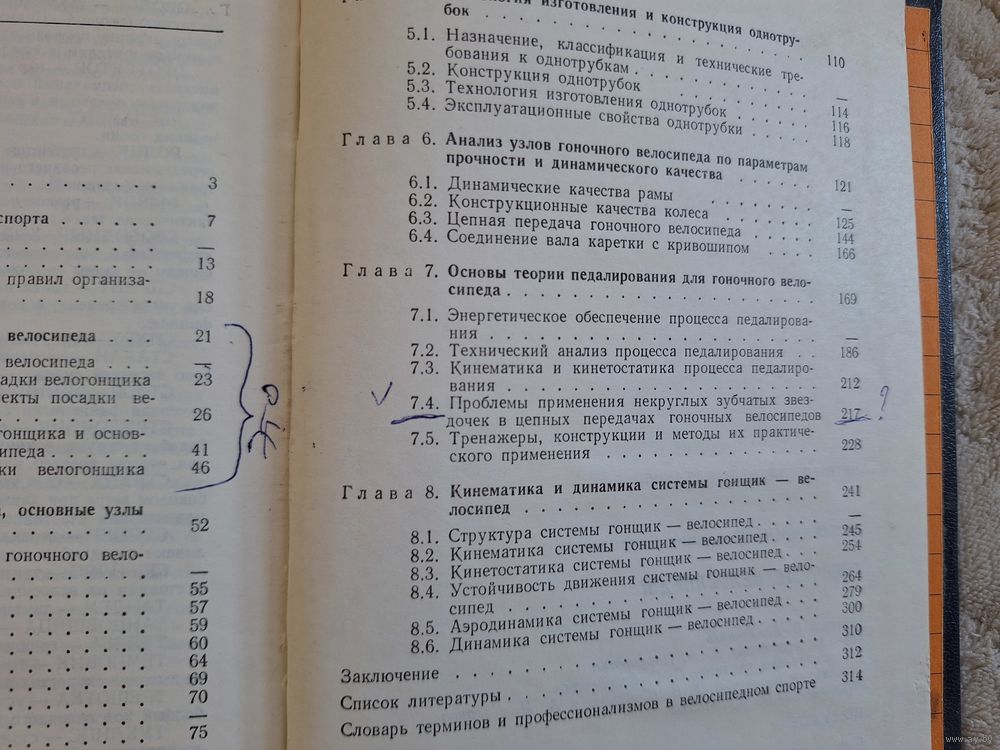 3
спорта . . . . . . . 7
. . . . . . . . . —
. . . . . . . . . 13
правил организа-
. . . . . . . . . 18
велосипеда . . . 21
велосипеда . . . —
адки велогонщика 23
екты посадки ве-
. . . . . . . . . 26
гонщика и основ-
сипеда . . . . . . 41
ки велогонщика 46
, основные узлы
. . . . . . . . . 52
гоночного вело-
. . . . . . . . . —
. . . . . . . . . 55
. . . . . . . . . 57
. . . . . . . . . 59
. . . . . . . . . 60
. . . . . . . . . 64
. . . . . . . . . 69
. . . . . . . . . 70
. . . . . . . . . —
. . . . . . . . . 75
изготовления и конструкция однотру-
бок . . . . . . . . . . 110
5.1. Назначение, классификация и технические тре-
бования к однотрубкам . . . . . . . . —
5.2. Конструкция однотрубок . . . . . . . 114
5.3. Технология изготовления однотрубок . . . . 116
5.4. Эксплуатационные свойства однотрубки . . . . 118
Глава 6. Анализ узлов гоночного велосипеда по параметрам
прочности и динамического качества . . . . . 121
6.1. Динамические качества рамы . . . . . . —
6.2. Конструкционные качества колеса . . . . . 125
6.3. Цепная передача гоночного велосипеда . . . . 144
6.4. Соединение вала каретки с кривошипом . . . . 166
Глава 7. Основы теории педалирования для гоночного вело-
сипеда . . . . . . . . . . . . 169
7.1. Энергетическое обеспечение процесса педалирова-
ния . . . . . . . . . . . . . —
7.2. Технический анализ процесса педалирования . . 186
7.3. Кинематика и кинетостатика процесса педалиро-
вания . . . . . . . . . . . . 212
7.4. Проблемы применения некруглых зубчатых звез-
дочек в цепных передачах гоночных велосипедов 217 ?
7.5. Тренажеры, конструкции и методы их практиче-
ского применения . . . . . . . . . 228
Глава 8. Кинематика и динамика системы гонщик — ве-
лосипед . . . . . . . . . . . 241
8.1. Структура системы гонщик — велосипед . . . . —
8.2. Кинематика системы гонщик — велосипед . . . . 245
8.3. Кинетостатика системы гонщик — велосипед . . . 254
8.4. Устойчивость движения системы гонщик — вело-
сипед . . . . . . . . . . . . 264
8.5. Аэродинамика системы гонщик — велосипед . . . 279
8.6. Динамика системы гонщик — велосипед . . . . 300
Заключение . . . . . . . . . . . . 310
Список литературы . . . . . . . . . . . 312
Словарь терминов и профессионализмов в велосипедном спорте 314
www.ay.by